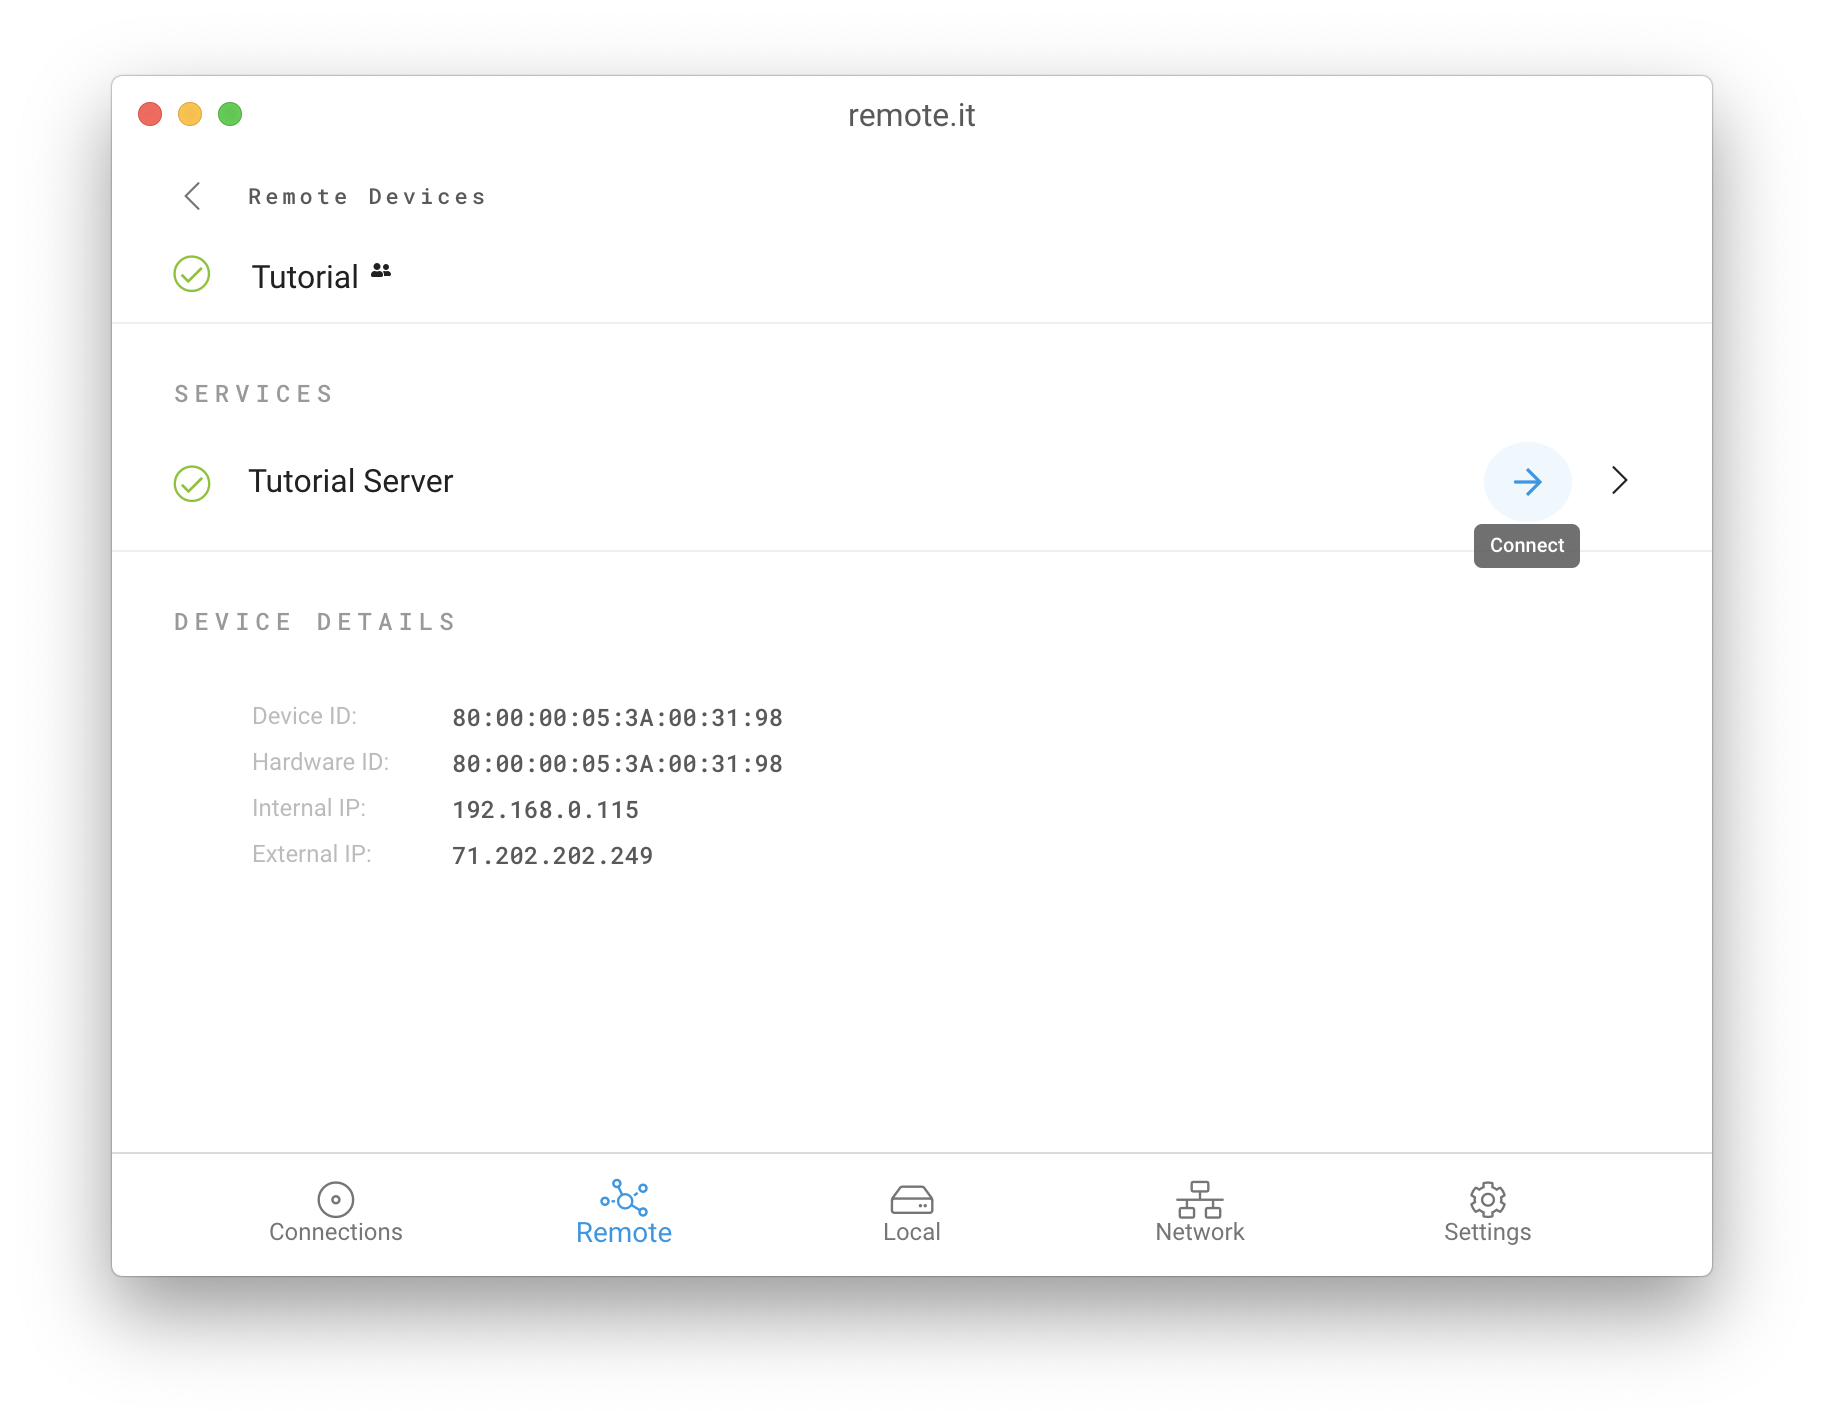 remote.it
Remote Devices
Tutorial
SERVICES
Tutorial Server
Connect
DEVICE DETAILS
Device ID: 80:00:00:05:3A:00:31:98
Hardware ID: 80:00:00:05:3A:00:31:98
Internal IP: 192.168.0.115
External IP: 71.202.202.249
Connections Remote Local Network Settings